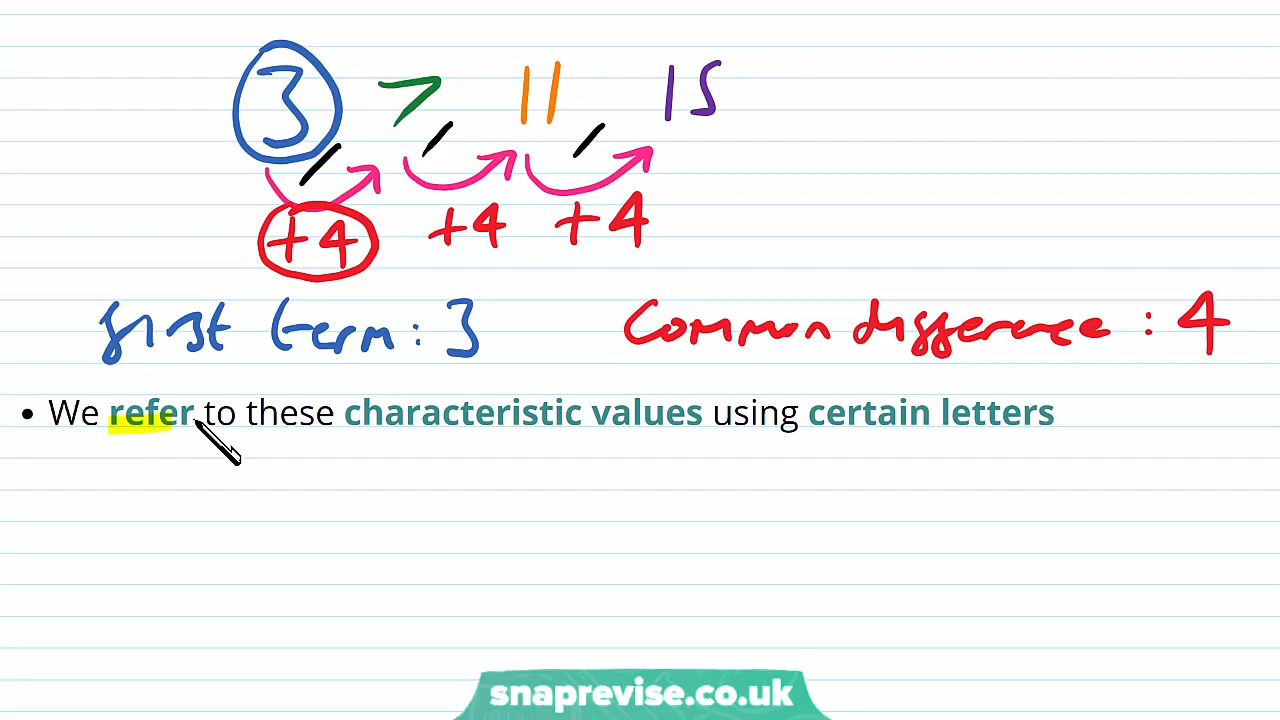 3 7 11 15
+4 +4 +4
first term: 3 Common difference: 4
• We refer to these characteristic values using certain letters
snaprevise.co.uk